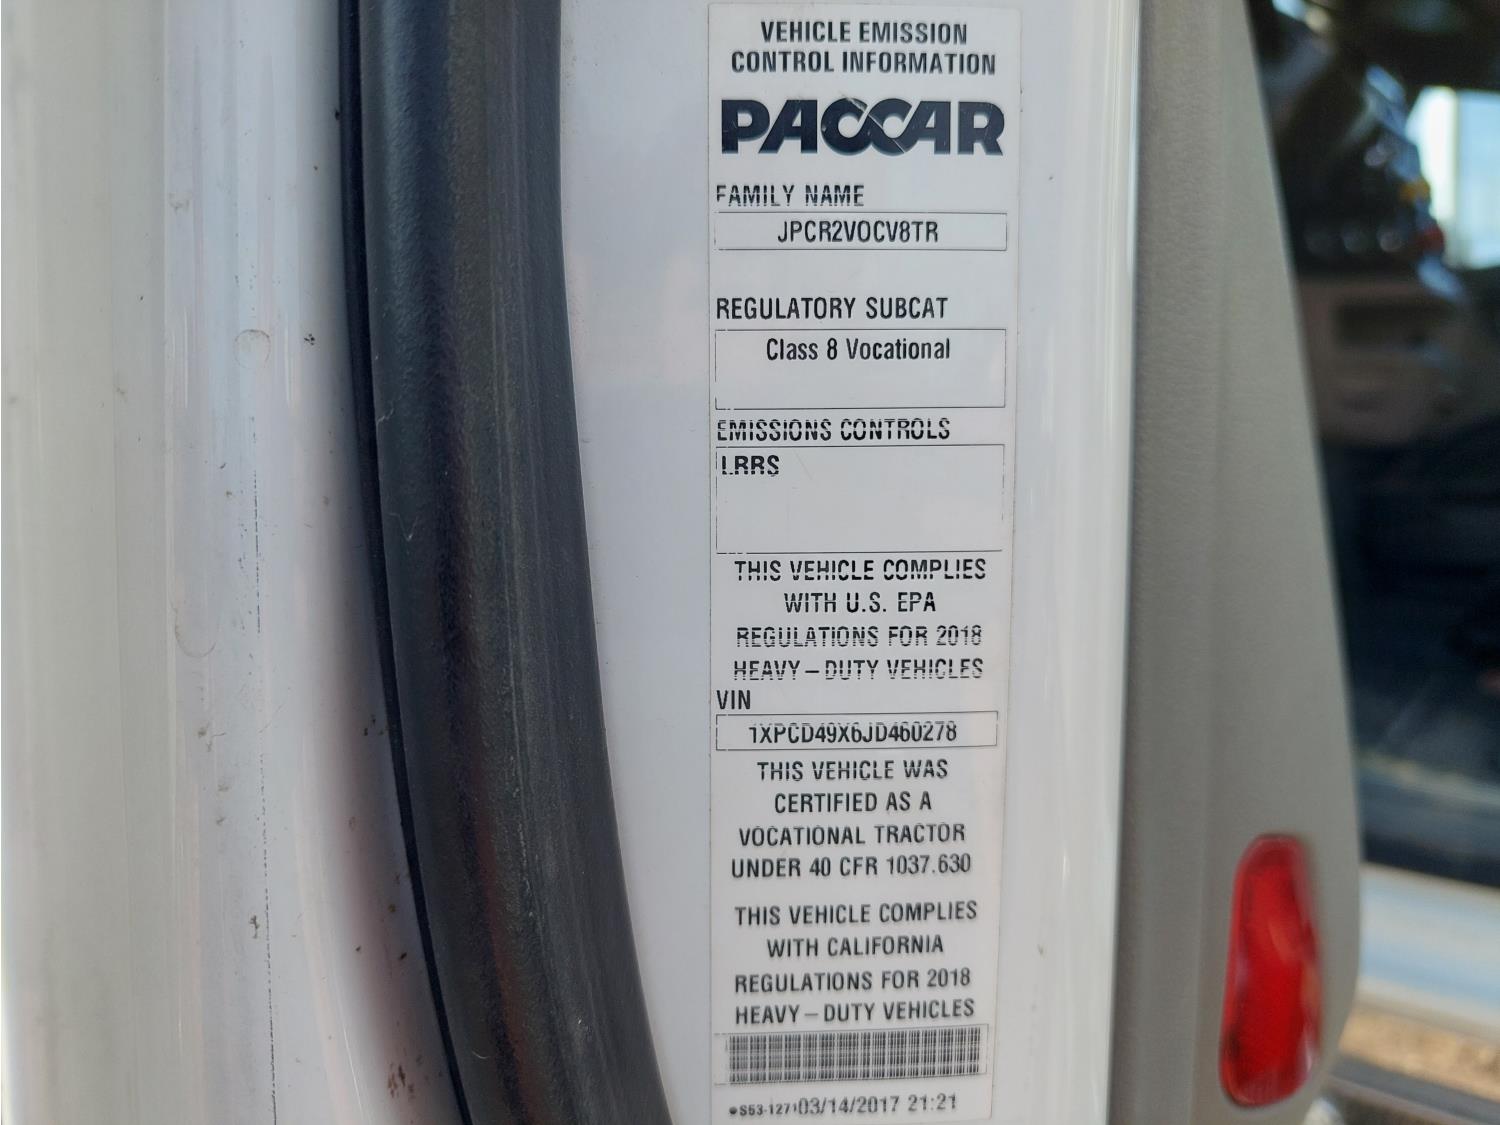 VEHICLE EMISSION
CONTROL INFORMATION
PACCAR
FAMILY NAME
JPCR2VOCV8TR
REGULATORY SUBCAT
Class 8 Vocational
EMISSIONS CONTROLS
LRRS
THIS VEHICLE COMPLIES
WITH U.S. EPA
REGULATIONS FOR 2018
HEAVY-DUTY VEHICLES
VIN
1XPCD49X6JD460278
THIS VEHICLE WAS
CERTIFIED AS A
VOCATIONAL TRACTOR
UNDER 40 CFR 1037.630
THIS VEHICLE COMPLIES
WITH CALIFORNIA
REGULATIONS FOR 2018
HEAVY-DUTY VEHICLES
S53-1271 03/14/2017 21:21